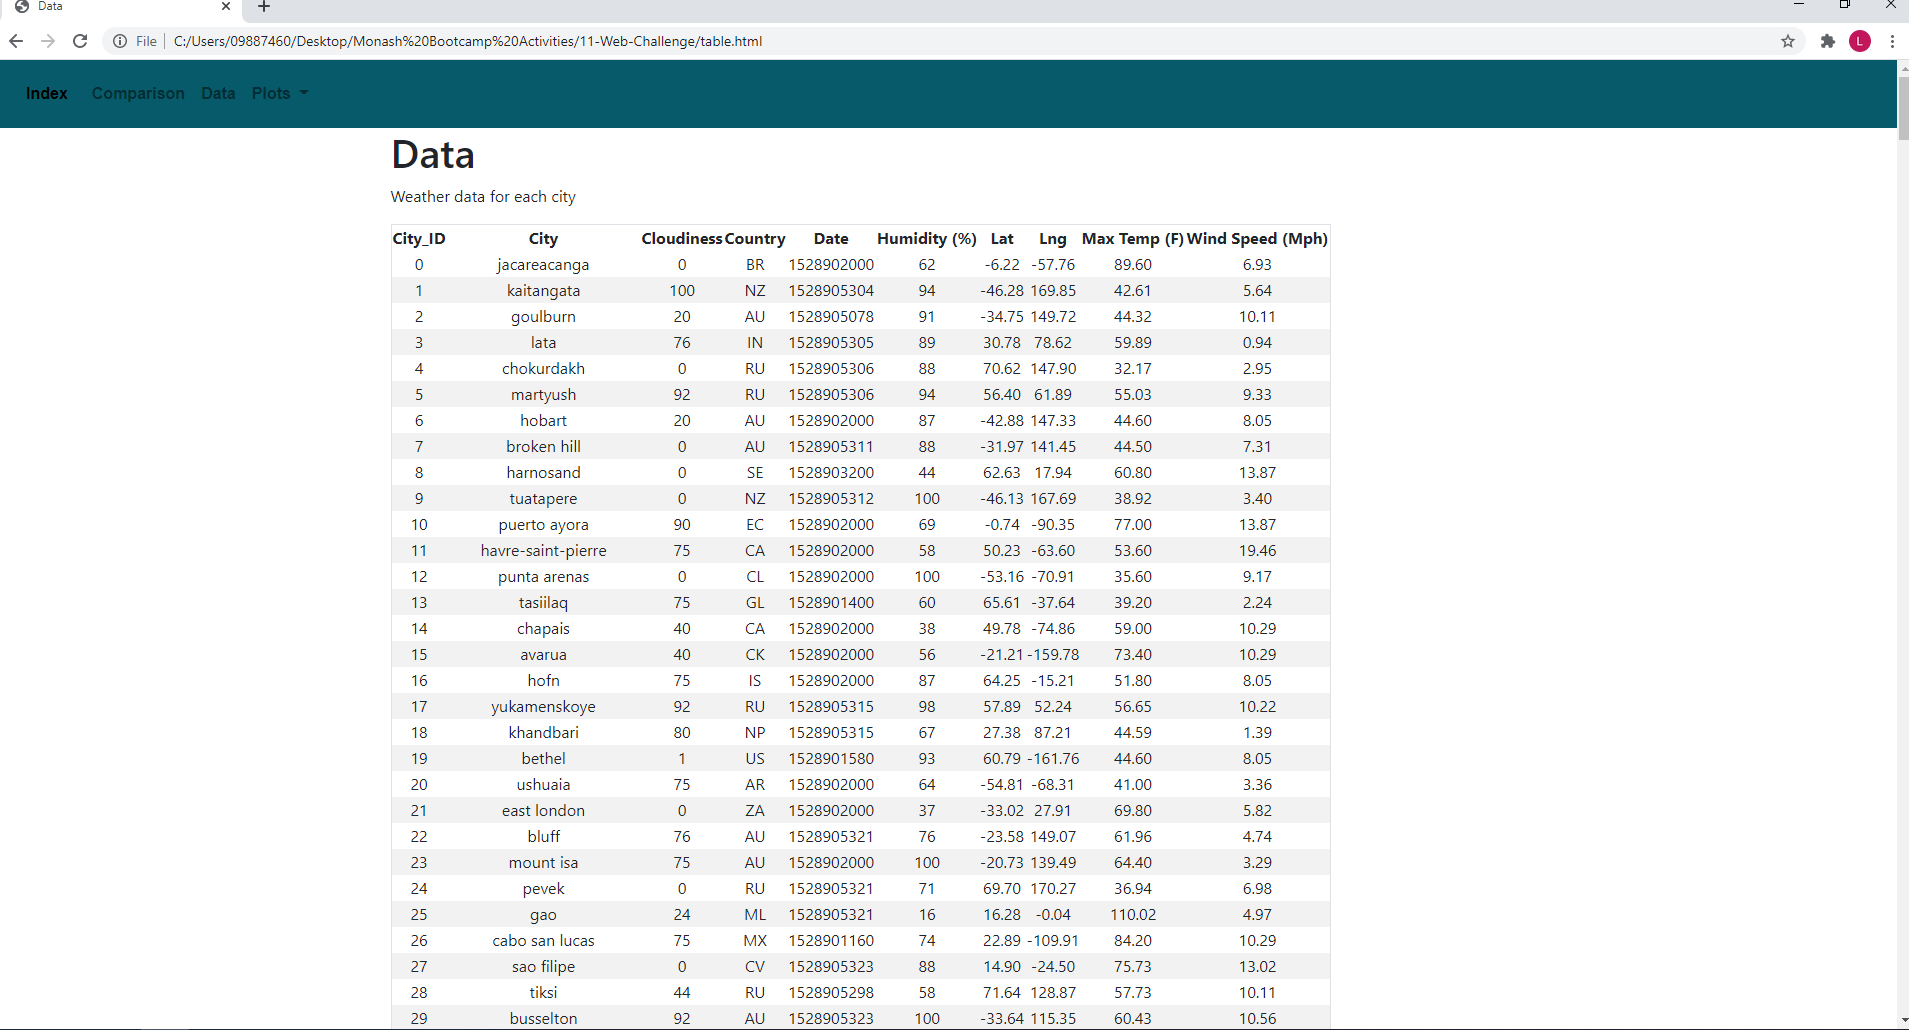 Data
File C:/Users/09887460/Desktop/Monash%20Bootcamp%20Activities/11-Web-Challenge/table.html L
Index Comparison Data Plots
Data
Weather data for each city
City_ID City Cloudiness Country Date Humidity (%) Lat Lng Max Temp (F) Wind Speed (Mph)
0 jacareacanga 0 BR 1528902000 62 -6.22 -57.76 89.60 6.93
1 kaitangata 100 NZ 1528905304 94 -46.28 169.85 42.61 5.64
2 goulburn 20 AU 1528905078 91 -34.75 149.72 44.32 10.11
3 lata 76 IN 1528905305 89 30.78 78.62 59.89 0.94
4 chokurdakh 0 RU 1528905306 88 70.62 147.90 32.17 2.95
5 martyush 92 RU 1528905306 94 56.40 61.89 55.03 9.33
6 hobart 20 AU 1528902000 87 -42.88 147.33 44.60 8.05
7 broken hill 0 AU 1528905311 88 -31.97 141.45 44.50 7.31
8 harnosand 0 SE 1528903200 44 62.63 17.94 60.80 13.87
9 tuatapere 0 NZ 1528905312 100 -46.13 167.69 38.92 3.40
10 puerto ayora 90 EC 1528902000 69 -0.74 -90.35 77.00 13.87
11 havre-saint-pierre 75 CA 1528902000 58 50.23 -63.60 53.60 19.46
12 punta arenas 0 CL 1528902000 100 -53.16 -70.91 35.60 9.17
13 tasiilaq 75 GL 1528901400 60 65.61 -37.64 39.20 2.24
14 chapais 40 CA 1528902000 38 49.78 -74.86 59.00 10.29
15 avarua 40 CK 1528902000 56 -21.21 -159.78 73.40 10.29
16 hofn 75 IS 1528902000 87 64.25 -15.21 51.80 8.05
17 yukamenskoye 92 RU 1528905315 98 57.89 52.24 56.65 10.22
18 khandbari 80 NP 1528905315 67 27.38 87.21 44.59 1.39
19 bethel 1 US 1528901580 93 60.79 -161.76 44.60 8.05
20 ushuaia 75 AR 1528902000 64 -54.81 -68.31 41.00 3.36
21 east london 0 ZA 1528902000 37 -33.02 27.91 69.80 5.82
22 bluff 76 AU 1528905321 76 -23.58 149.07 61.96 4.74
23 mount isa 75 AU 1528902000 100 -20.73 139.49 64.40 3.29
24 pevek 0 RU 1528905321 71 69.70 170.27 36.94 6.98
25 gao 24 ML 1528905321 16 16.28 -0.04 110.02 4.97
26 cabo san lucas 75 MX 1528901160 74 22.89 -109.91 84.20 10.29
27 sao filipe 0 CV 1528905323 88 14.90 -24.50 75.73 13.02
28 tiksi 44 RU 1528905298 58 71.64 128.87 57.73 10.11
29 busselton 92 AU 1528905323 100 -33.64 115.35 60.43 10.56